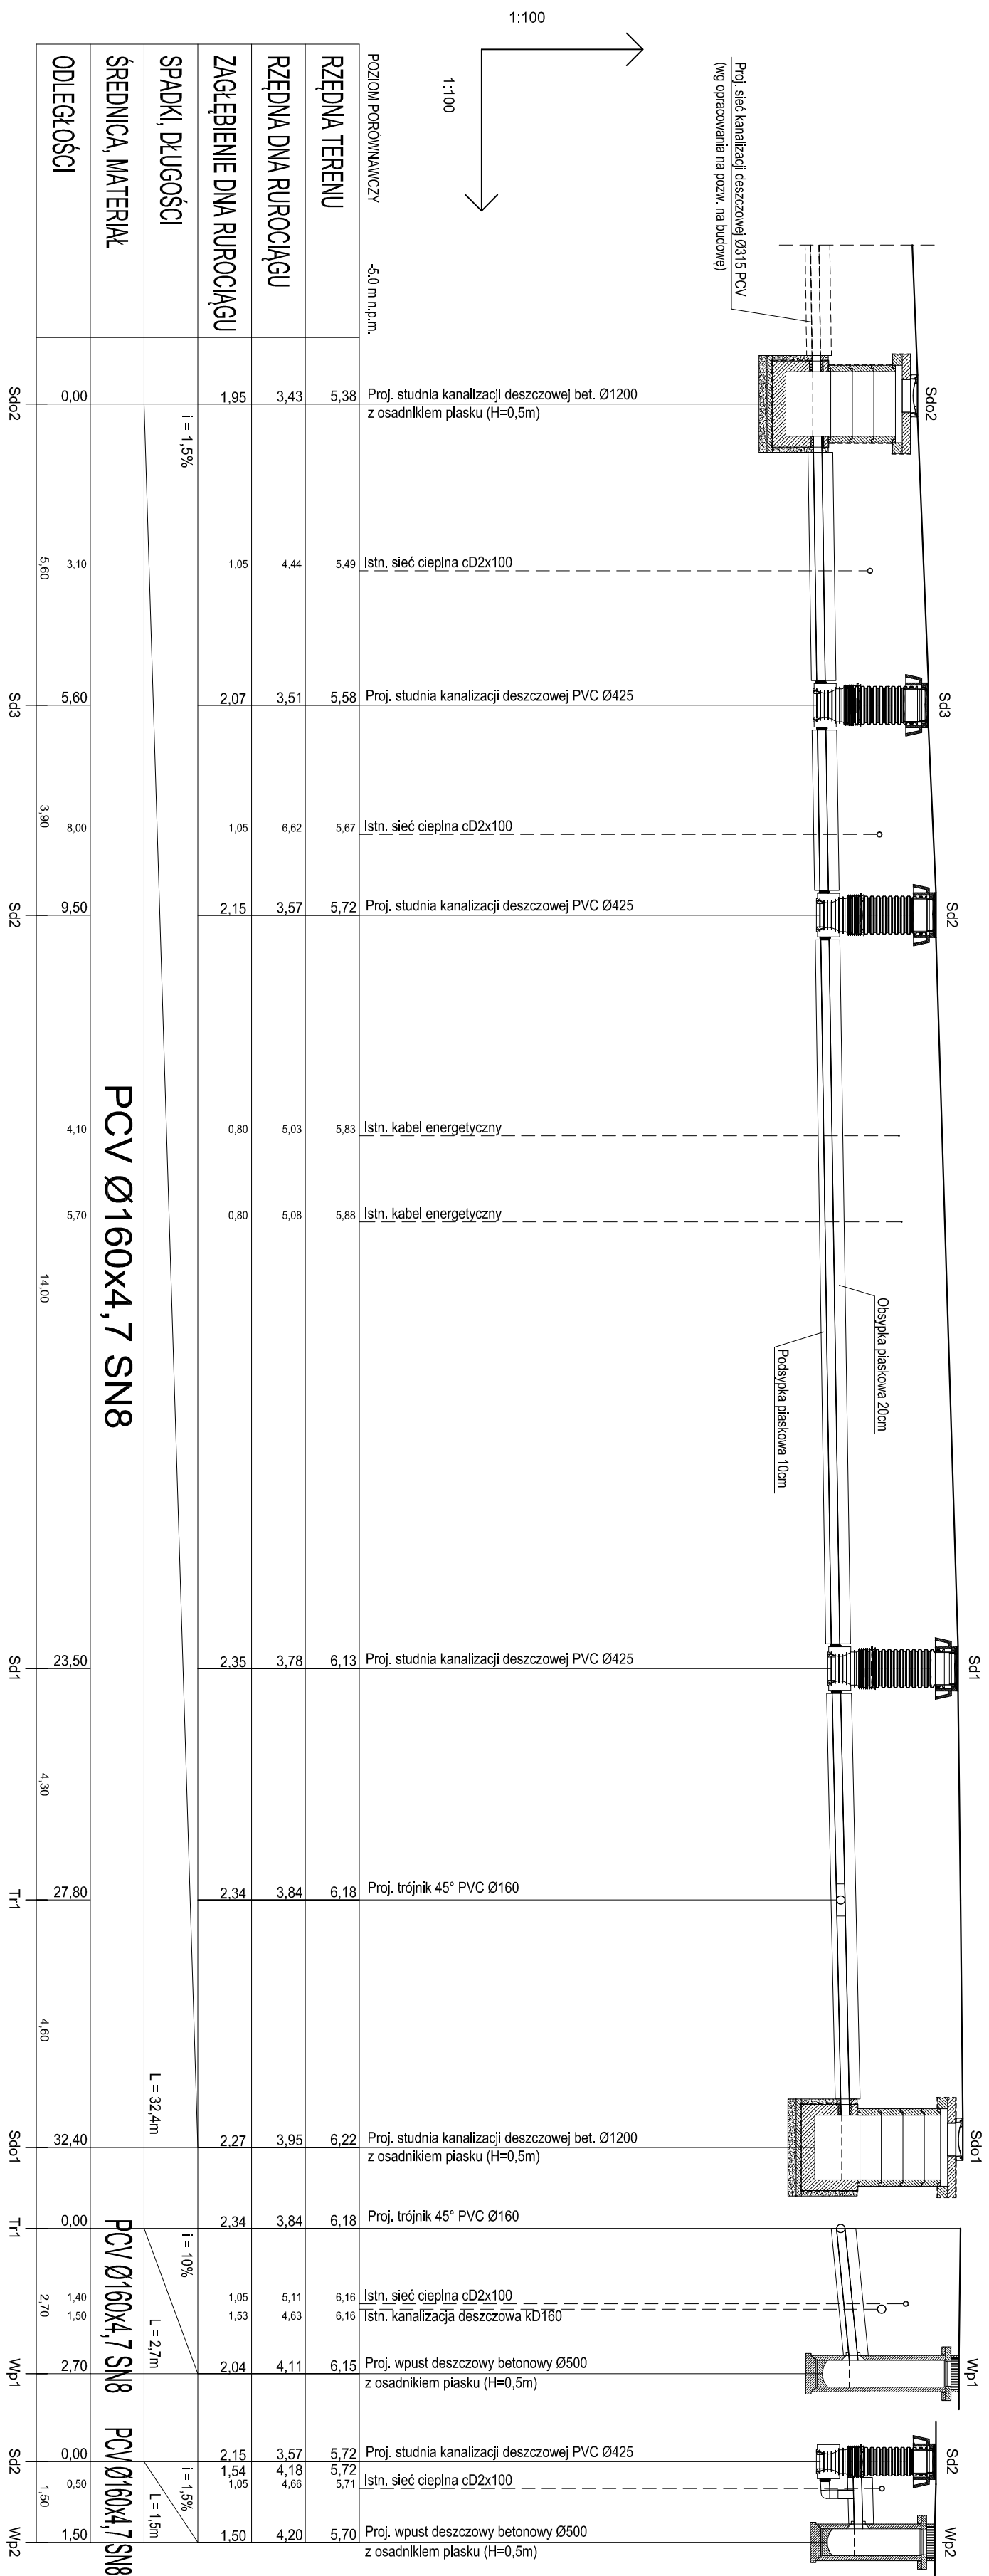 1:100
1:100
Proj. sieć kanalizacji deszczowej Ø315 PCV
(wg opracowania na pozw. na budowę)
Sdo2
Sd3
Sd2
Obsypka piaskowa 20cm
Podsypka piaskowa 10cm
Sd1
Sdo1
Wp1
Sd2
Wp2
POZIOM PORÓWNAWCZY -5.0 m n.p.m.
Proj. studnia kanalizacji deszczowej bet. Ø1200
z osadnikiem piasku (H=0,5m)
Istn. sieć cieplna cD2x100
Proj. studnia kanalizacji deszczowej PVC Ø425
Istn. sieć cieplna cD2x100
Proj. studnia kanalizacji deszczowej PVC Ø425
Istn. kabel energetyczny
Istn. kabel energetyczny
Proj. studnia kanalizacji deszczowej PVC Ø425
Proj. trójnik 45° PVC Ø160
Proj. studnia kanalizacji deszczowej bet. Ø1200
z osadnikiem piasku (H=0,5m)
Proj. trójnik 45° PVC Ø160
Istn. sieć cieplna cD2x100
Istn. kanalizacja deszczowa kD160
Proj. wpust deszczowy betonowy Ø500
z osadnikiem piasku (H=0,5m)
Proj. studnia kanalizacji deszczowej PVC Ø425
Istn. sieć cieplna cD2x100
Proj. wpust deszczowy betonowy Ø500
z osadnikiem piasku (H=0,5m)
RZĘDNA TERENU 5,38 5,49 5,58 5,67 5,72 5,83 5,88 6,13 6,18 6,22 6,18 6,16 6,16 6,15 5,72 5,72 5,71 5,70
RZĘDNA DNA RUROCIĄGU 3,43 4,44 3,51 6,62 3,57 5,03 5,08 3,78 3,84 3,95 3,84 5,11 4,63 4,11 3,57 4,18 4,66 4,20
ZAGŁĘBIENIE DNA RUROCIĄGU 1,95 1,05 2,07 1,05 2,15 0,80 0,80 2,35 2,34 2,27 2,34 1,05 1,53 2,04 2,15 1,54 1,05 1,50
SPADKI, DŁUGOŚCI i = 1,5% L = 32,4m i = 10% L = 2,7m i = 1,5% L = 1,5m
ŚREDNICA, MATERIAŁ PCV Ø160x4,7 SN8 PCV Ø160x4,7 SN8 PCV Ø160x4,7 SN8
ODLEGŁOŚCI 0,00 3,10 5,60 8,00 9,50 4,10 5,70 23,50 27,80 32,40 0,00 1,40 1,50 2,70 0,00 0,50 1,50
5,60 3,90 14,00 4,30 4,60 2,70 1,50
Sdo2 Sd3 Sd2 Sd1 Tr1 Sdo1 Tr1 Wp1 Sd2 Wp2